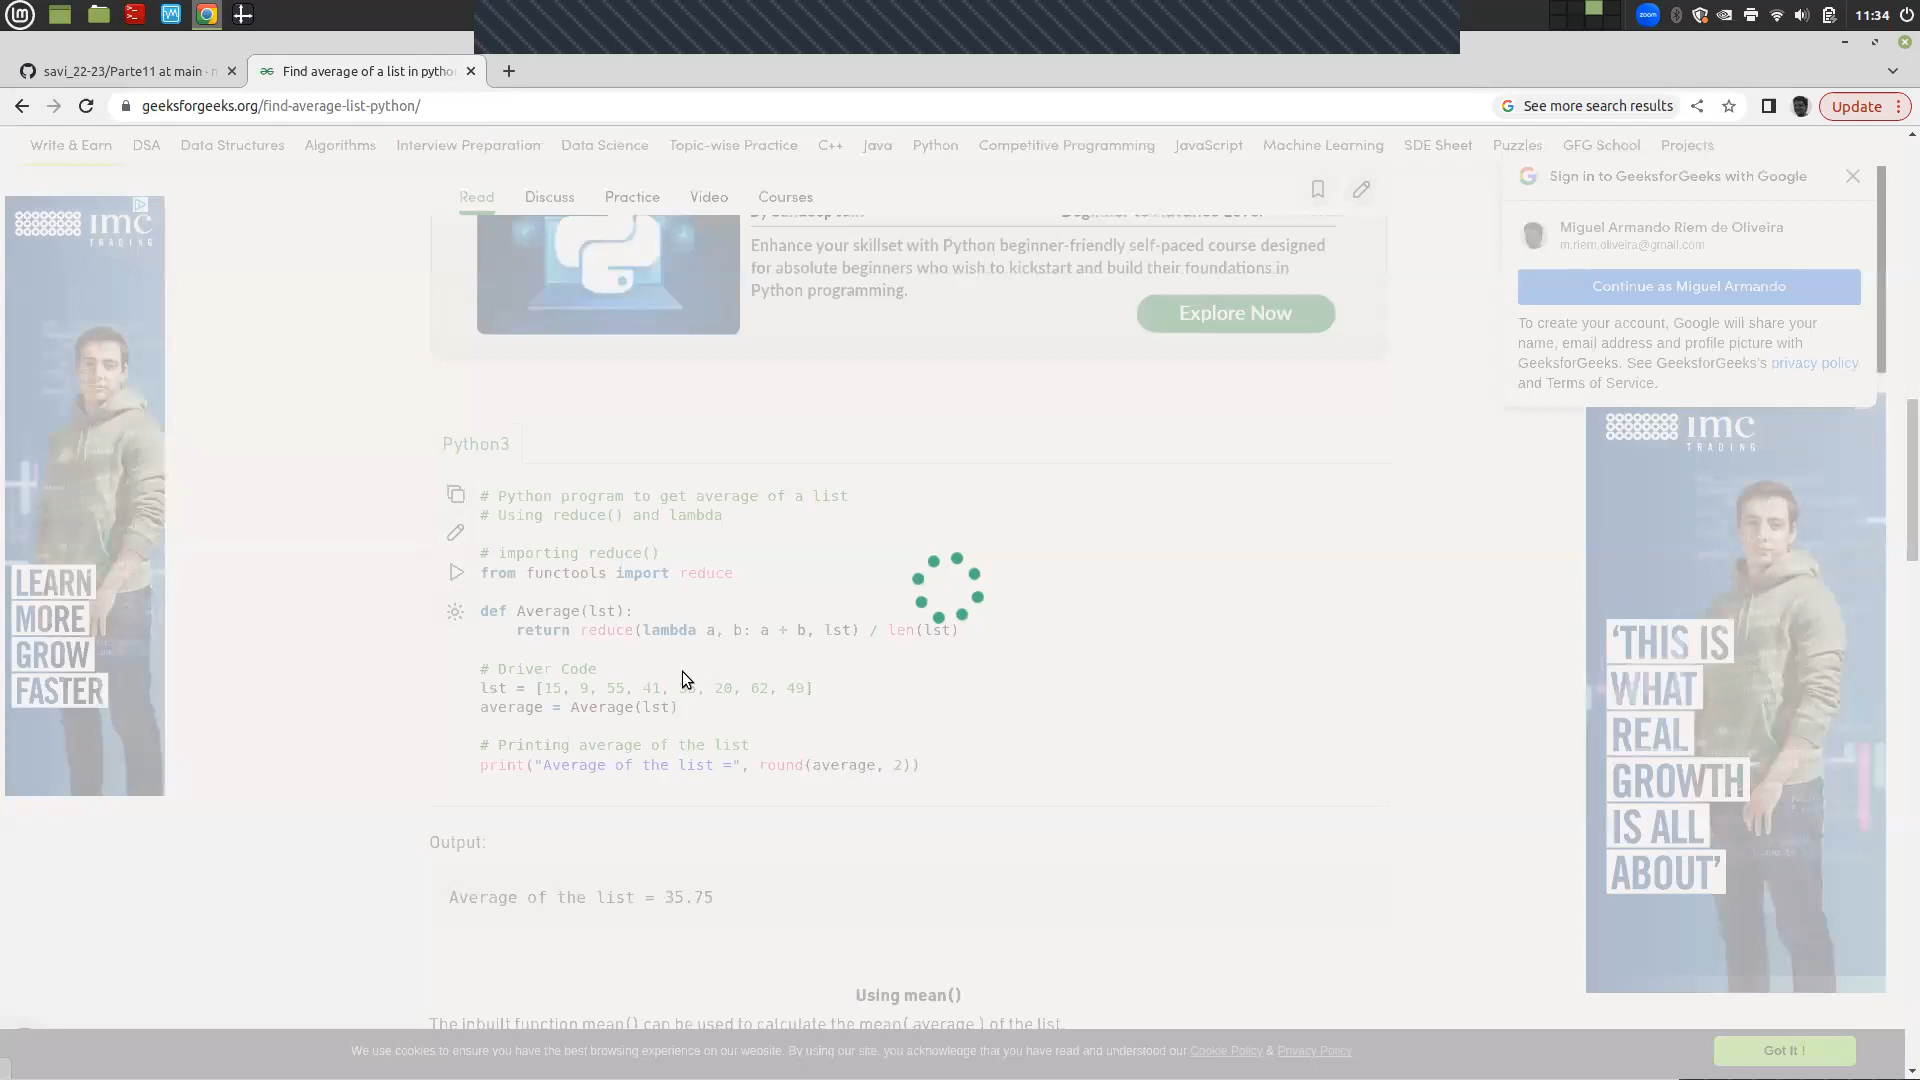 11:34
savi_22-23/Parte11 at main ·
Find average of a list in pytho
geeksforgeeks.org/find-average-list-python/
See more search results
Update
Write & Earn DSA Data Structures Algorithms Interview Preparation Data Science Topic-wise Practice C++ Java Python Competitive Programming JavaScript Machine Learning SDE Sheet Puzzles GFG School Projects
Read Discuss Practice Video Courses
Sign in to GeeksforGeeks with Google
Miguel Armando Riem de Oliveira
m.riem.oliveira@gmail.com
Continue as Miguel Armando
To create your account, Google will share your
name, email address and profile picture with
GeeksforGeeks. See GeeksforGeeks's privacy policy
and Terms of Service.
Enhance your skillset with Python beginner-friendly self-paced course designed
for absolute beginners who wish to kickstart and build their foundations in
Python programming.
Explore Now
imc
TRADING
LEARN
MORE
GROW
FASTER
Python3
# Python program to get average of a list
# Using reduce() and lambda
# importing reduce()
from functools import reduce
def Average(lst):
return reduce(lambda a, b: a + b, lst) / len(lst)
# Driver Code
lst = [15, 9, 55, 41, 20, 62, 49]
average = Average(lst)
# Printing average of the list
print("Average of the list =", round(average, 2))
Output:
Average of the list = 35.75
Using mean()
The inbuilt function mean() can be used to calculate the mean( average ) of the list.
imc
TRADING
‘THIS IS
WHAT
REAL
GROWTH
IS ALL
ABOUT’
We use cookies to ensure you have the best browsing experience on our website. By using our site, you acknowledge that you have read and understood our Cookie Policy & Privacy Policy
Got It !